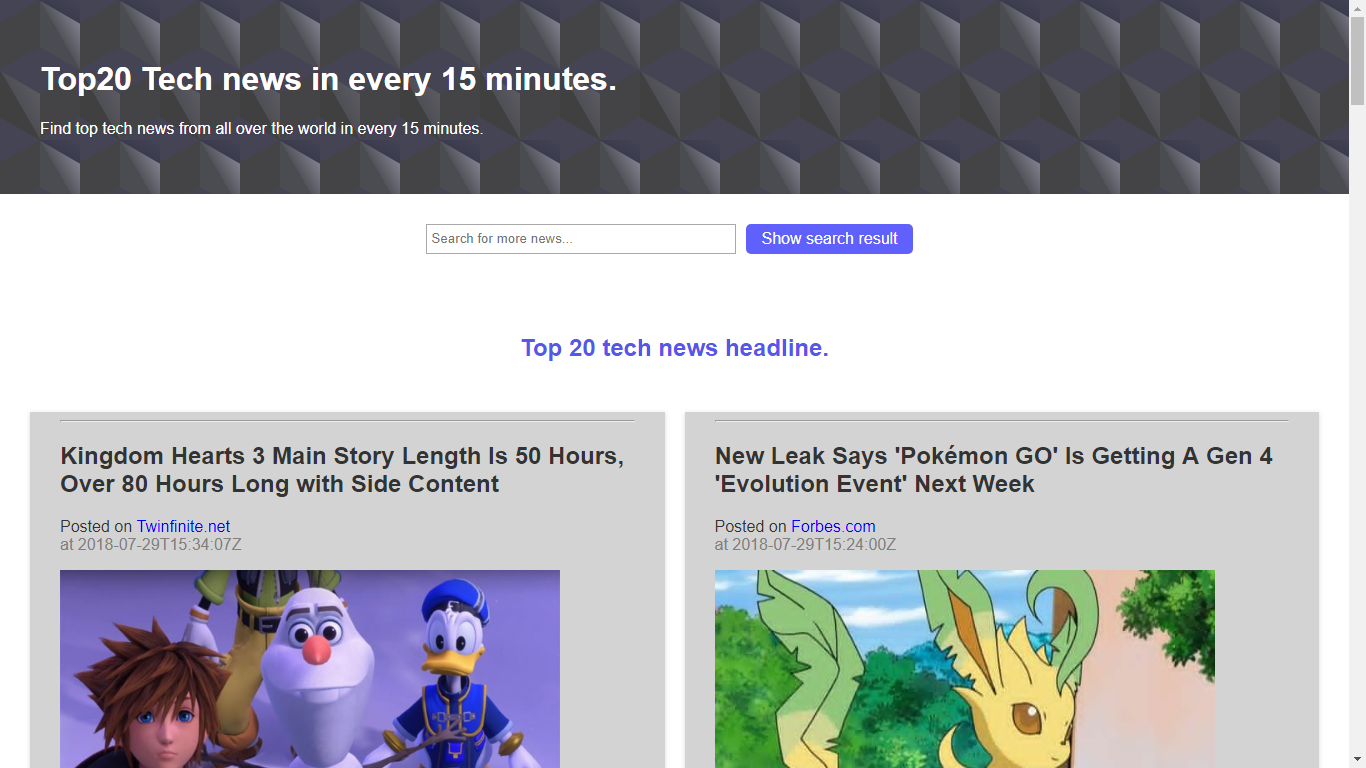 Top20 Tech news in every 15 minutes.
Find top tech news from all over the world in every 15 minutes.
Search for more news...
Show search result
Top 20 tech news headline.
Kingdom Hearts 3 Main Story Length Is 50 Hours,
Over 80 Hours Long with Side Content
Posted on Twinfinite.net
at 2018-07-29T15:34:07Z
New Leak Says 'Pokémon GO' Is Getting A Gen 4
'Evolution Event' Next Week
Posted on Forbes.com
at 2018-07-29T15:24:00Z